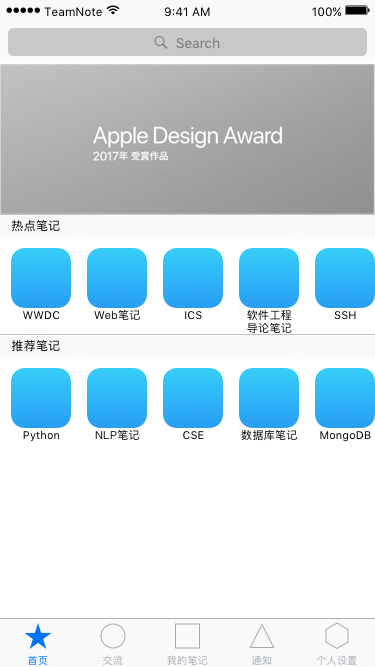 TeamNote 9:41 AM 100%
Search
Apple Design Award
2017年 受賞作品
热点笔记
WWDC Web笔记 ICS 软件工程 SSH
导论笔记
推荐笔记
Python NLP笔记 CSE 数据库笔记 MongoDB
首页 交流 我的笔记 通知 个人设置